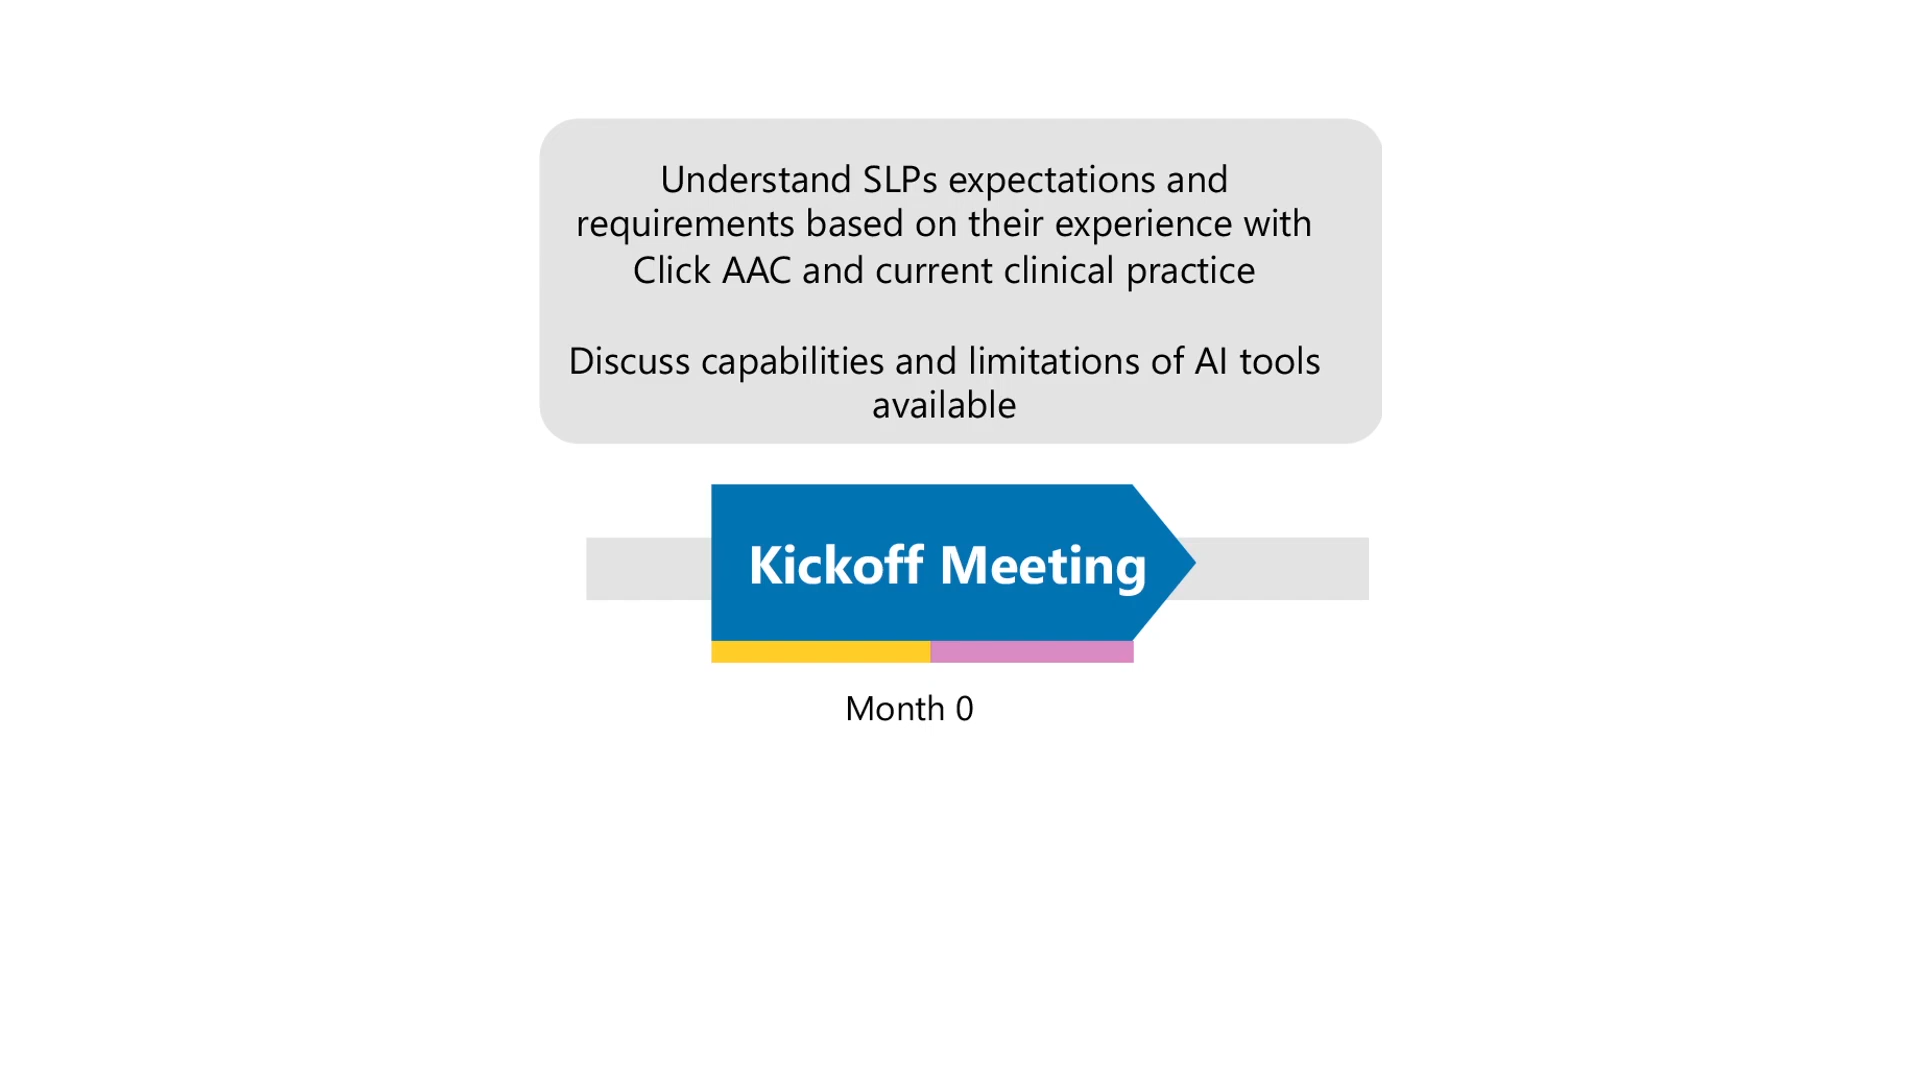 Understand SLPs expectations and
requirements based on their experience with
Click AAC and current clinical practice
Discuss capabilities and limitations of AI tools
available
Kickoff Meeting
Month 0